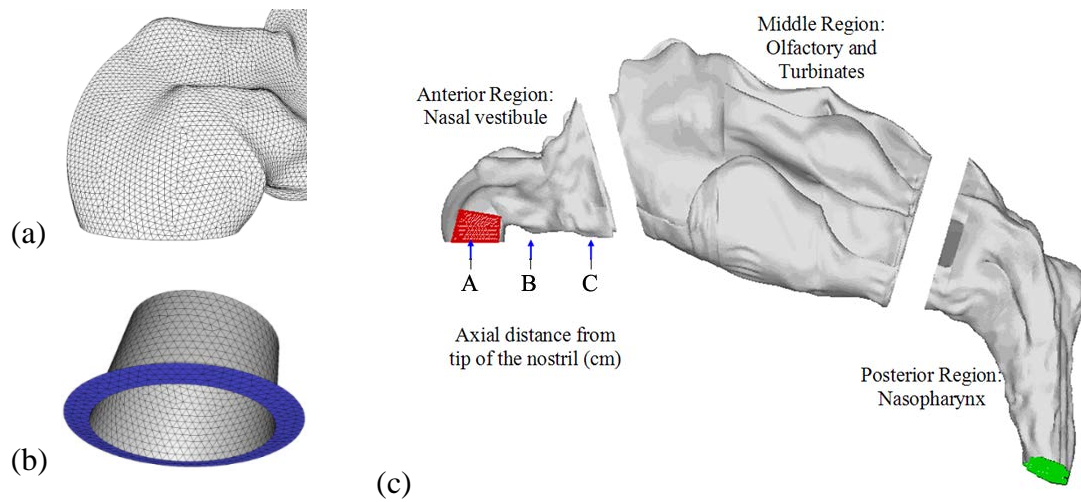 Middle Region:
Olfactory and
Turbinates
Anterior Region:
Nasal vestibule
(a)
A B C
Axial distance from
tip of the nostril (cm)
Posterior Region:
Nasopharynx
(b)
(c)